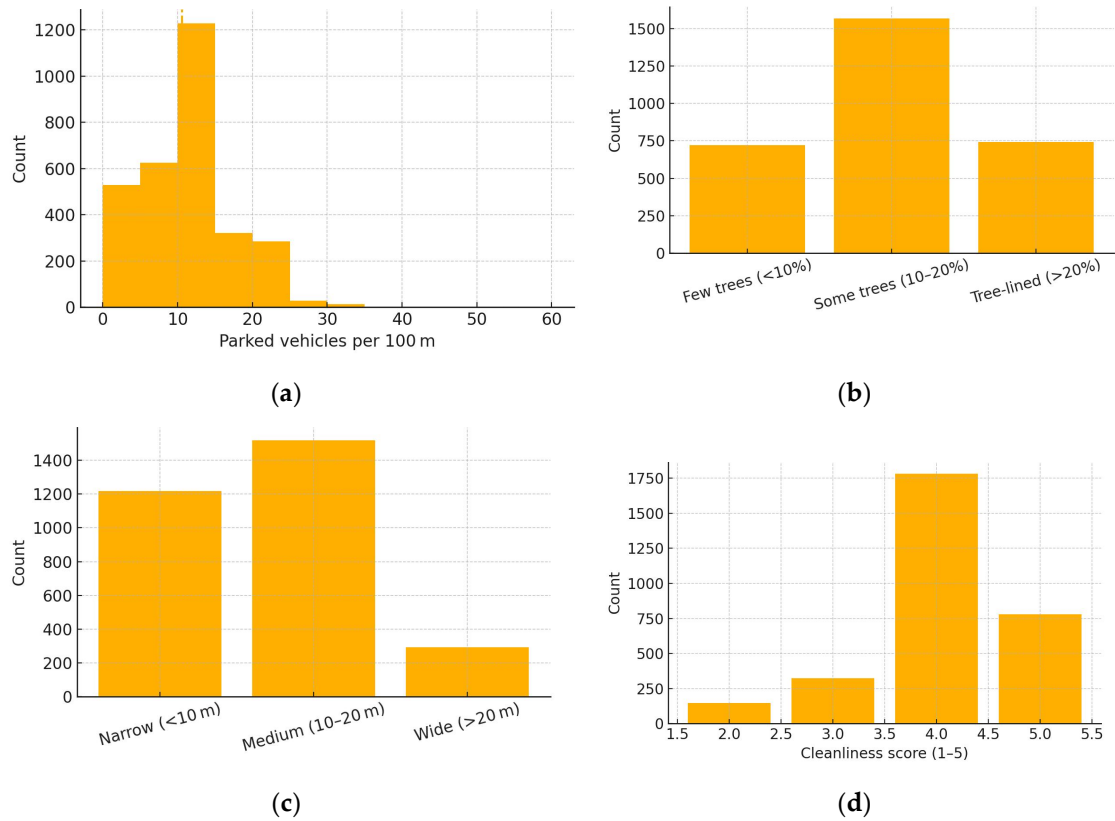 1200
1000
800
600
400
200
0
Count
0 10 20 30 40 50 60
Parked vehicles per 100 m
(a)
1500
1250
1000
750
500
250
0
Count
Few trees (<10%)
Some trees (10–20%)
Tree-lined (>20%)
(b)
1400
1200
1000
800
600
400
200
0
Count
Narrow (<10 m)
Medium (10–20 m)
Wide (>20 m)
(c)
1750
1500
1250
1000
750
500
250
0
Count
1.5 2.0 2.5 3.0 3.5 4.0 4.5 5.0 5.5
Cleanliness score (1–5)
(d)